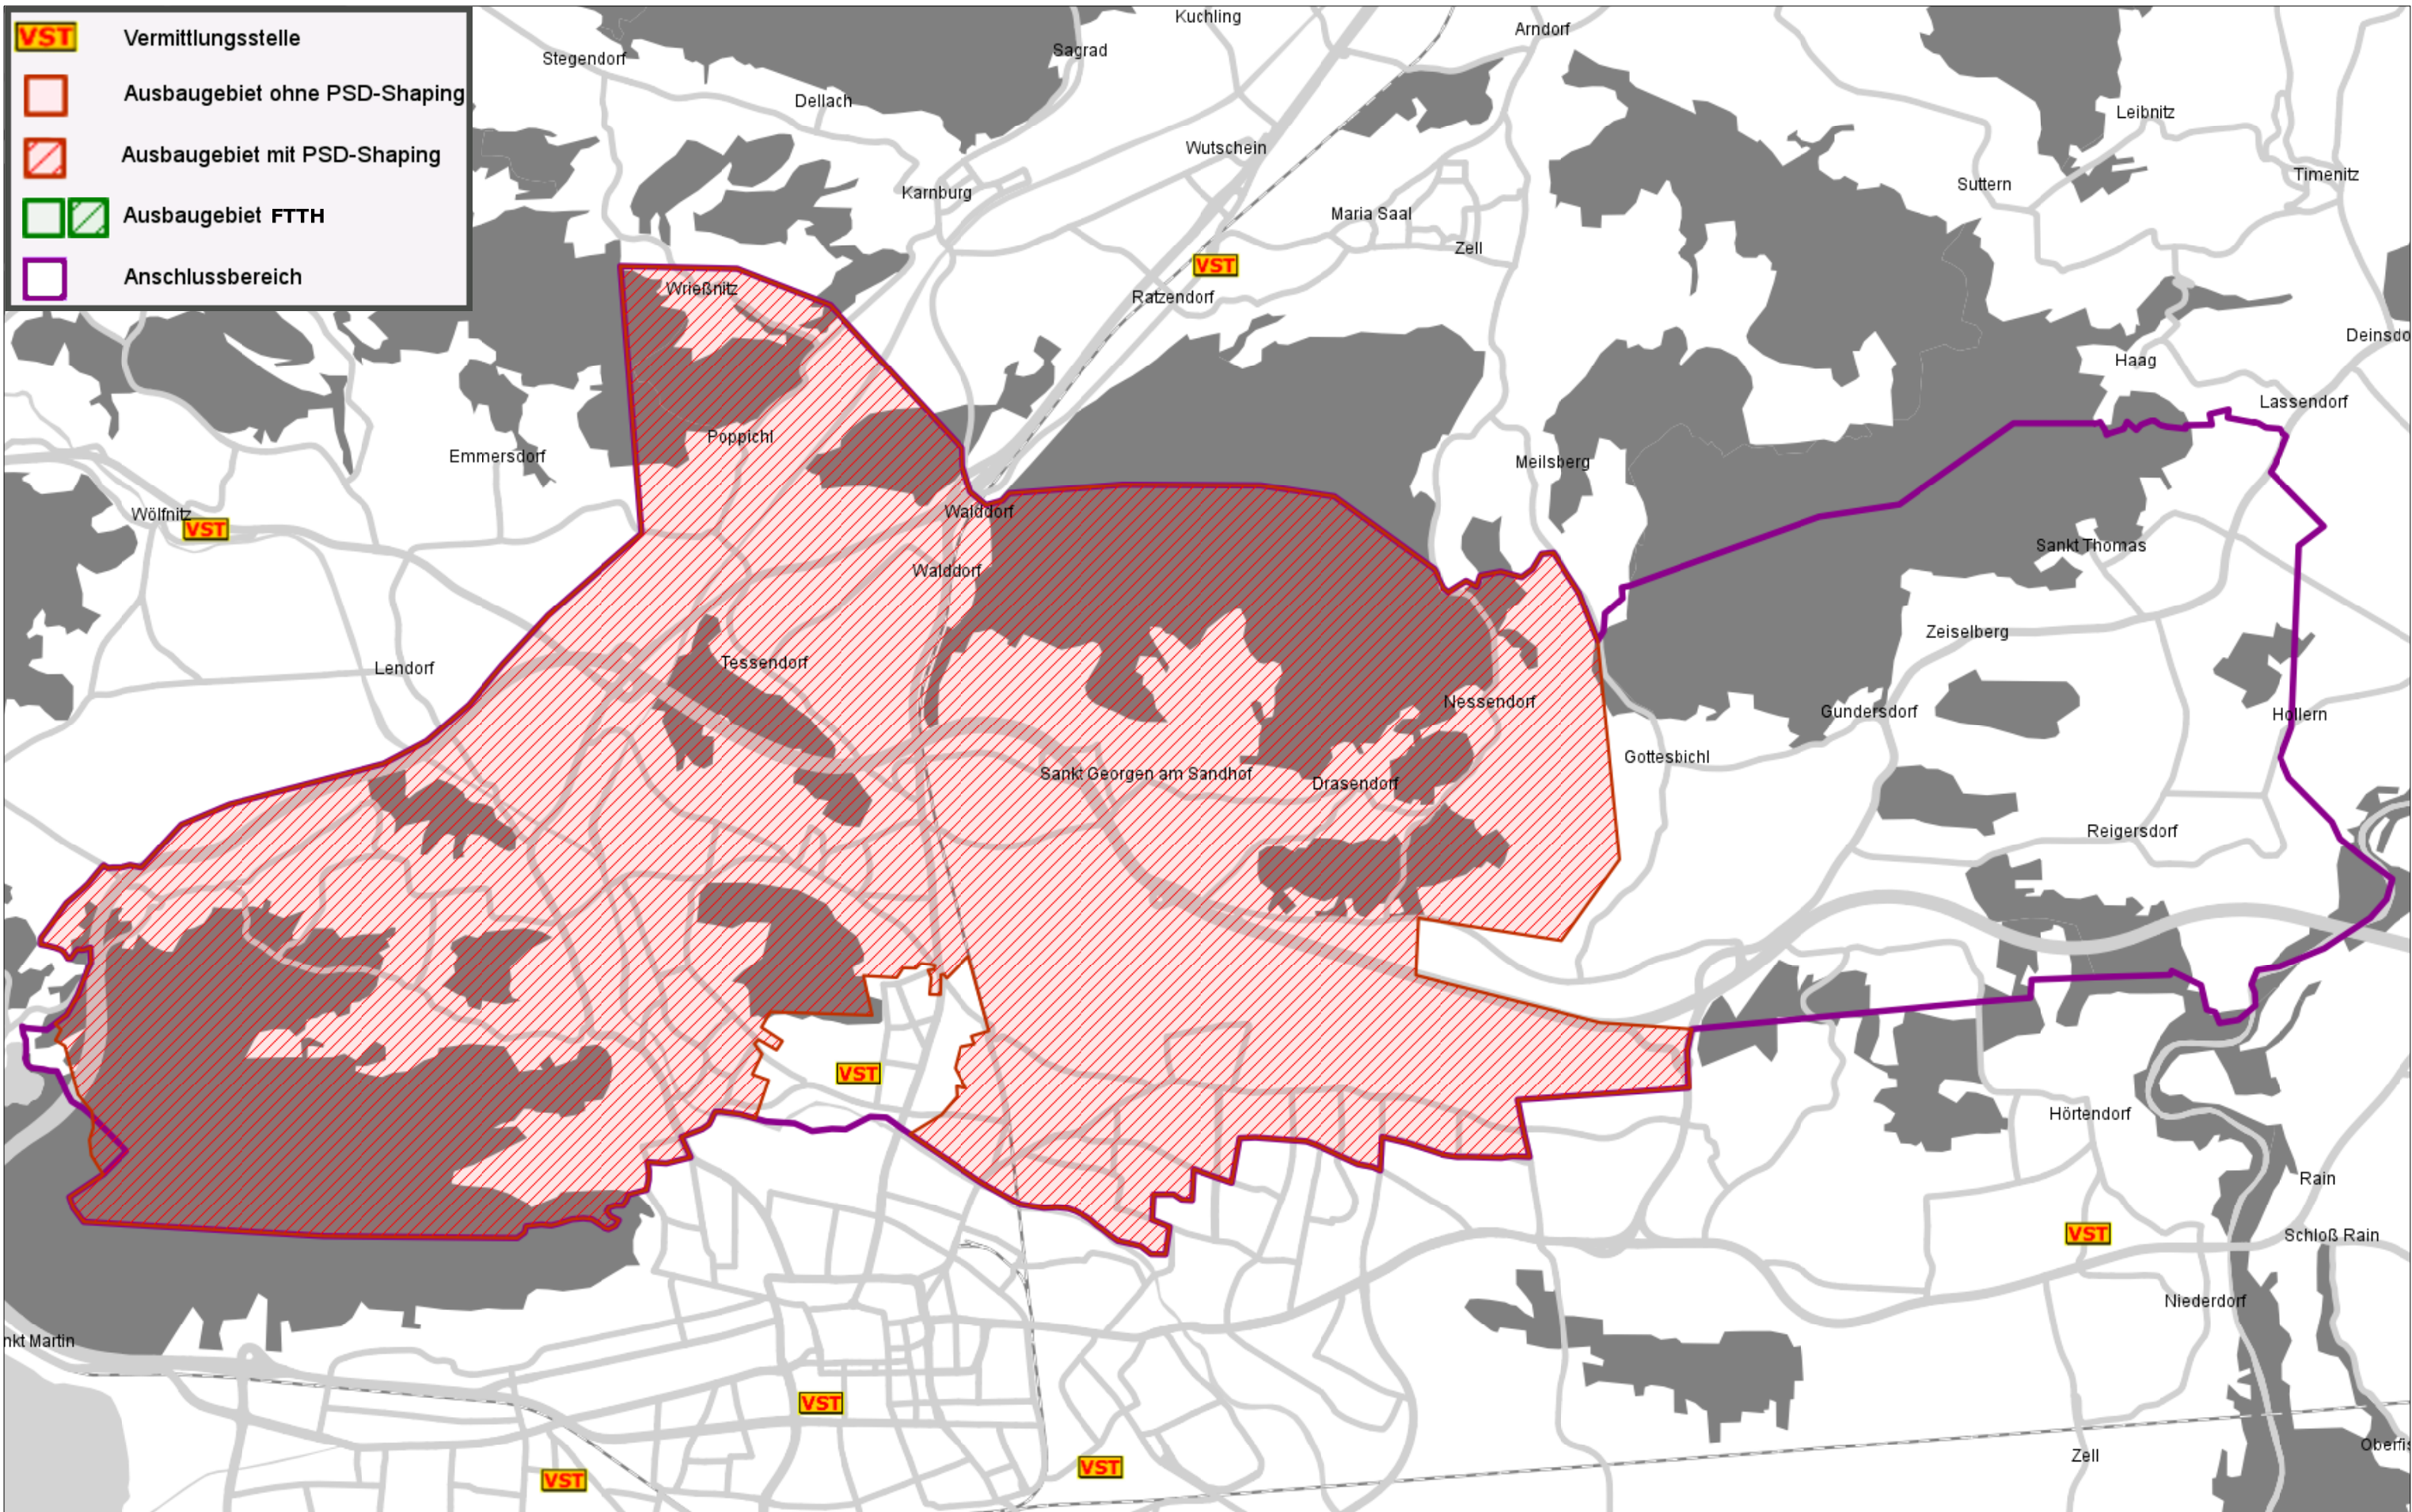 VST Vermittlungsstelle
Ausbaugebiet ohne PSD-Shaping
Ausbaugebiet mit PSD-Shaping
Ausbaugebiet FTTH
Anschlussbereich
Kuchling
Arndorf
Sagrad
Stegendorf
Dellach
Leibnitz
Wutschein
Timenitz
Suttern
Karnburg
Maria Saal
Zell
VST
Wrießnitz
Ratzendorf
Deinsdo
Haag
Lassendorf
Poppichl
Emmersdorf
Meilsberg
Wölfnitz
VST
Walddorf
Sankt Thomas
Walddorf
Zeiselberg
Tessendorf
Lendorf
Nessendorf
Gundersdorf
Hollern
Gottesbichl
Sankt Georgen am Sandhof
Drasendorf
Reigersdorf
VST
Hörtendorf
Rain
VST
Schloß Rain
Niederdorf
nkt Martin
VST
Oberfis
Zell
VST
VST